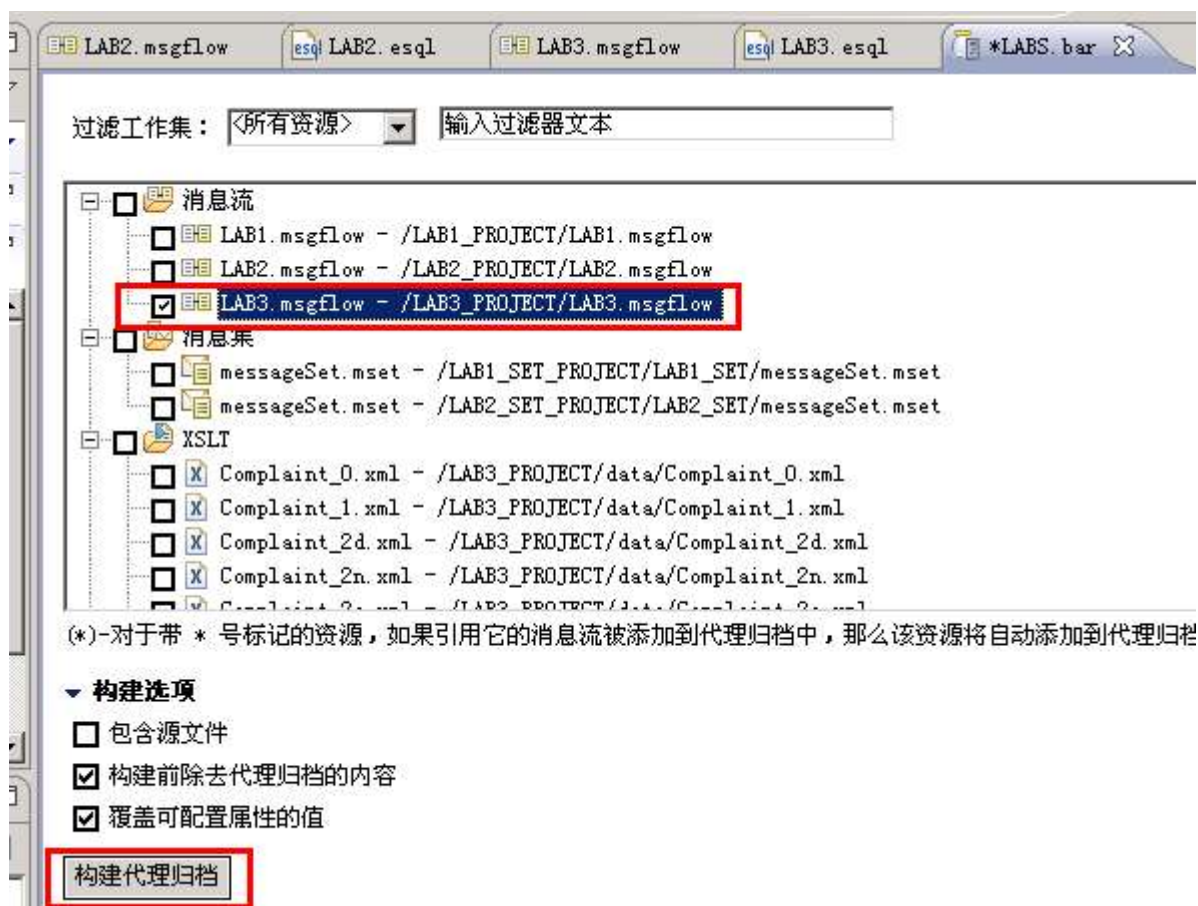 LAB2.msgflow LAB2.esql LAB3.msgflow LAB3.esql *LABS.bar
过滤工作集： <所有资源> 输入过滤器文本
消息流
LAB1.msgflow - /LAB1_PROJECT/LAB1.msgflow
LAB2.msgflow - /LAB2_PROJECT/LAB2.msgflow
LAB3.msgflow - /LAB3_PROJECT/LAB3.msgflow
消息集
messageSet.mset - /LAB1_SET_PROJECT/LAB1_SET/messageSet.mset
messageSet.mset - /LAB2_SET_PROJECT/LAB2_SET/messageSet.mset
XSLT
Complaint_0.xml - /LAB3_PROJECT/data/Complaint_0.xml
Complaint_1.xml - /LAB3_PROJECT/data/Complaint_1.xml
Complaint_2d.xml - /LAB3_PROJECT/data/Complaint_2d.xml
Complaint_2n.xml - /LAB3_PROJECT/data/Complaint_2n.xml
(*)-对于带 * 号标记的资源，如果引用它的消息流被添加到代理归档中，那么该资源将自动添加到代理归档
构建选项
包含源文件
构建前除去代理归档的内容
覆盖可配置属性的值
构建代理归档